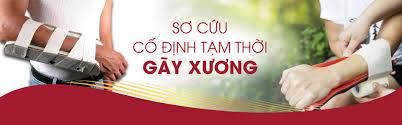 SƠ CỨU
CỐ ĐỊNH TẠM THỜI
GÃY XƯƠNG